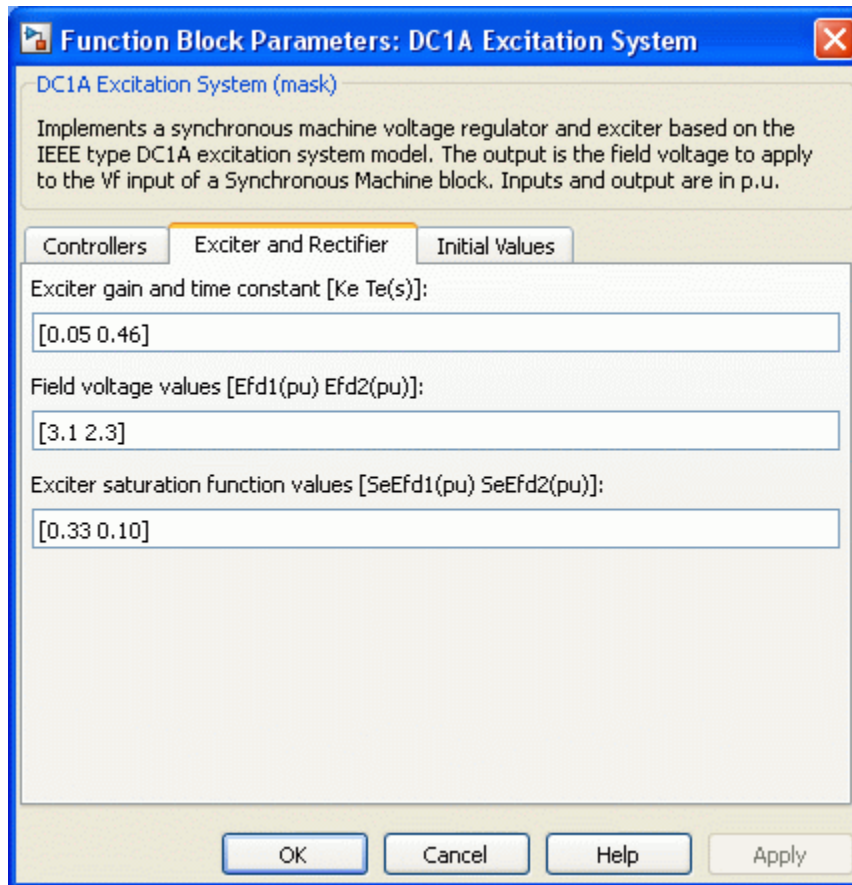 Function Block Parameters: DC1A Excitation System
DC1A Excitation System (mask)
Implements a synchronous machine voltage regulator and exciter based on the
IEEE type DC1A excitation system model. The output is the field voltage to apply
to the Vf input of a Synchronous Machine block. Inputs and output are in p.u.
Controllers Exciter and Rectifier Initial Values
Exciter gain and time constant [Ke Te(s)]:
[0.05 0.46]
Field voltage values [Efd1(pu) Efd2(pu)]:
[3.1 2.3]
Exciter saturation function values [SeEfd1(pu) SeEfd2(pu)]:
[0.33 0.10]
OK Cancel Help Apply